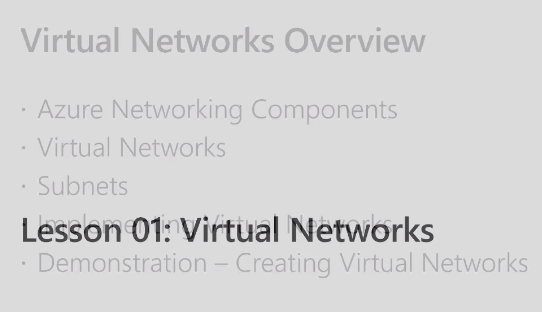 Virtual Networks Overview
· Azure Networking Components
· Virtual Networks
· Subnets
· Implementing Virtual Networks
Lesson 01: Virtual Networks
· Demonstration – Creating Virtual Networks